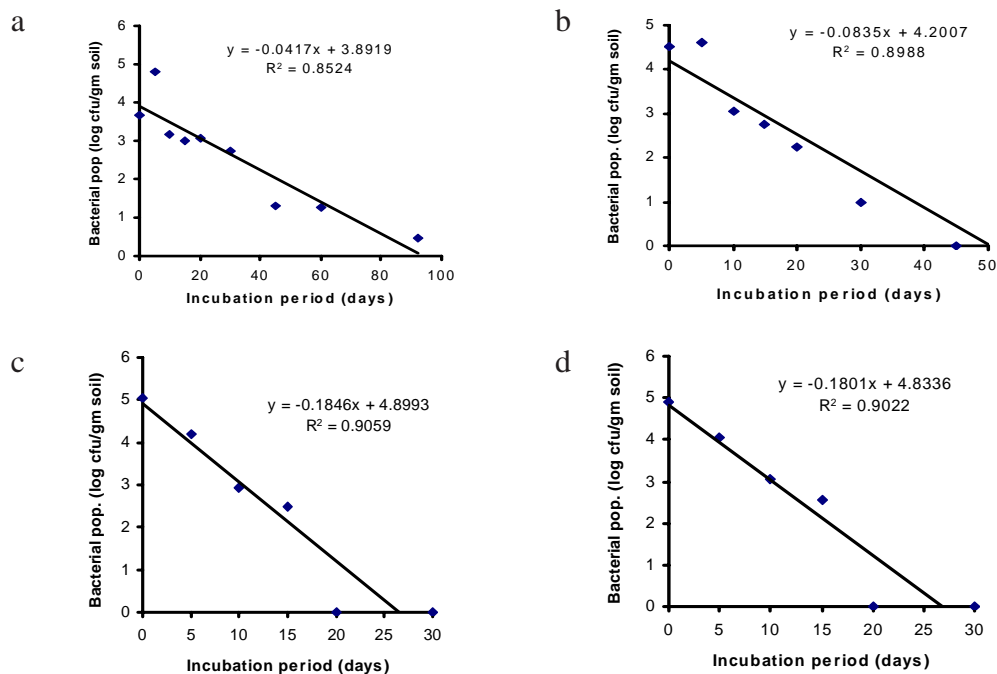 a
y = -0.0417x + 3.8919
R² = 0.8524
Bacterial pop (log cfu/gm soil)
6
5
4
3
2
1
0
0 20 40 60 80 100
Incubation period (days)
b
y = -0.0835x + 4.2007
R² = 0.8988
Bacterial pop. (log cfu/gm soil)
5
4
3
2
1
0
0 10 20 30 40 50
Incubation period (days)
c
y = -0.1846x + 4.8993
R² = 0.9059
Bacterial pop. (log cfu/gm soil)
6
5
4
3
2
1
0
0 5 10 15 20 25 30
Incubation period (days)
d
y = -0.1801x + 4.8336
R² = 0.9022
Bacterial pop. (log cfu/gm soil)
6
5
4
3
2
1
0
0 5 10 15 20 25 30
Incubation period (days)